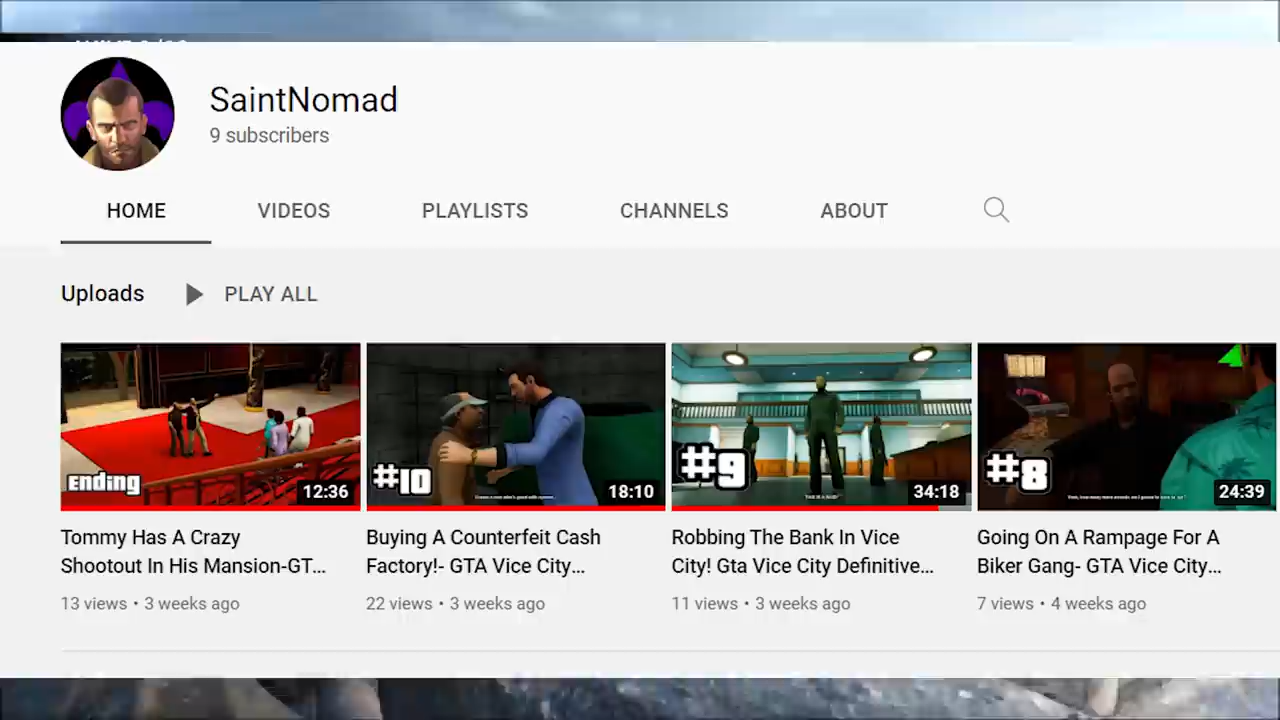 SaintNomad
9 subscribers
HOME VIDEOS PLAYLISTS CHANNELS ABOUT
Uploads PLAY ALL
Ending 12:36
#10 18:10
#9 34:18
#8 24:39
Tommy Has A Crazy
Shootout In His Mansion-GT...
13 views • 3 weeks ago
Buying A Counterfeit Cash
Factory!- GTA Vice City...
22 views • 3 weeks ago
Robbing The Bank In Vice
City! Gta Vice City Definitive...
11 views • 3 weeks ago
Going On A Rampage For A
Biker Gang- GTA Vice City...
7 views • 4 weeks ago